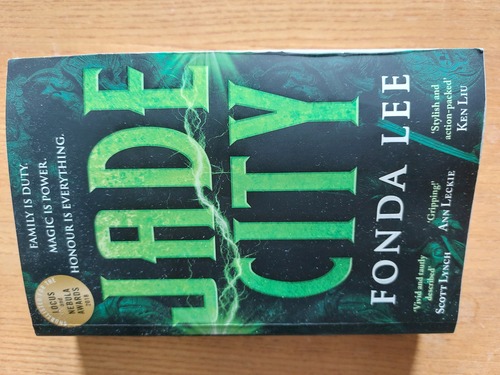 FAMILY IS DUTY.
MAGIC IS POWER.
HONOUR IS EVERYTHING.
LOCUS
and
NEBULA
AWARDS
2018
JADE
CITY
FONDA LEE
‘Vivid and tautly
described’
SCOTT LYNCH
‘Gripping!’
ANN LECKIE
‘Stylish and
action-packed’
KEN LIU